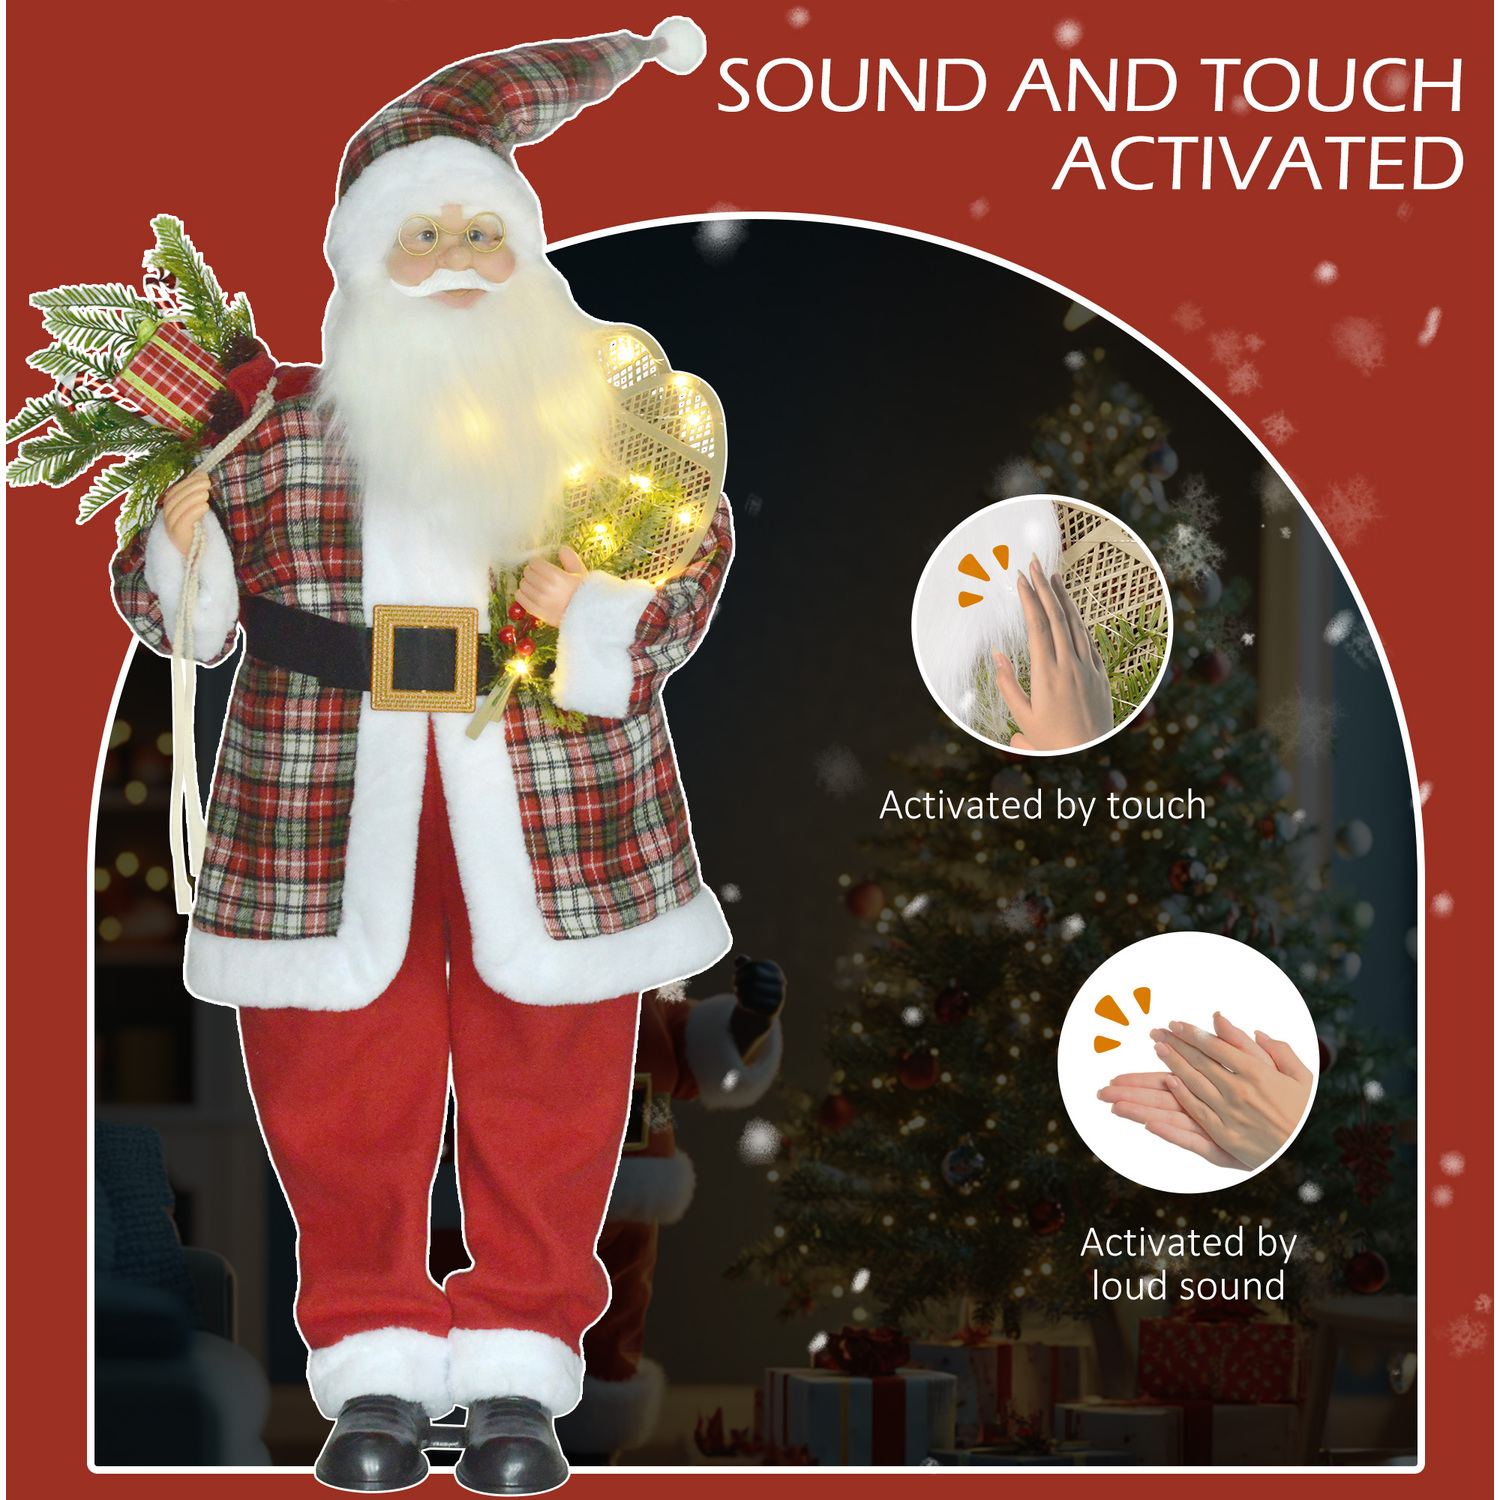 SOUND AND TOUCH
ACTIVATED
Activated by touch
Activated by
loud sound